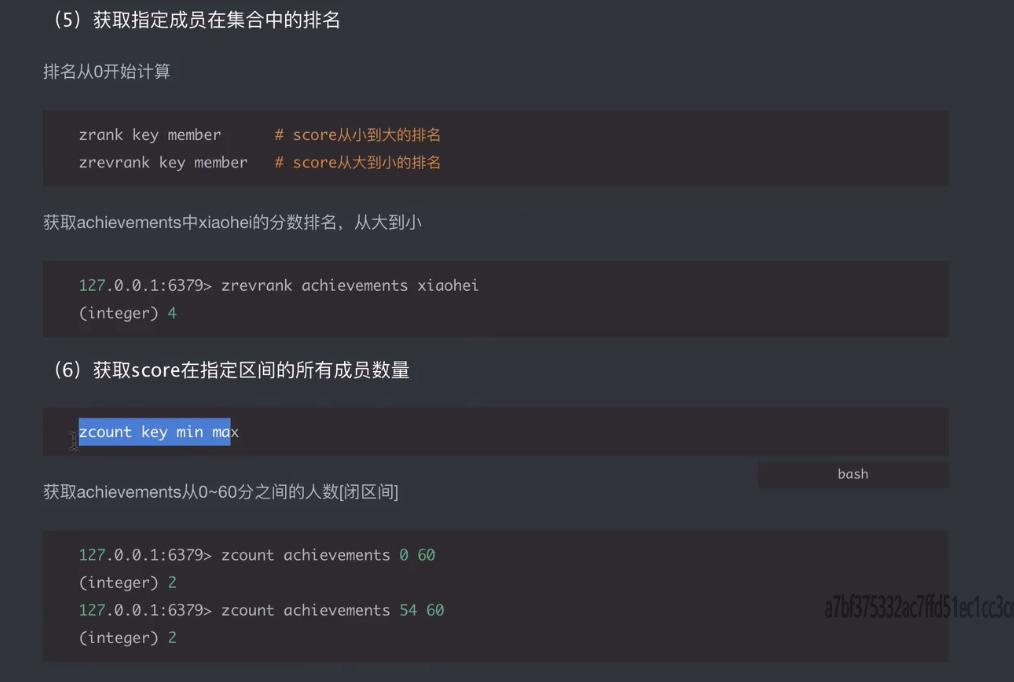 （5）获取指定成员在集合中的排名
排名从0开始计算
zrank key member # score从小到大的排名
zrevrank key member # score从大到小的排名
获取achievements中xiaohei的分数排名，从大到小
127.0.0.1:6379> zrevrank achievements xiaohei
(integer) 4
（6）获取score在指定区间的所有成员数量
zcount key min max
bash
获取achievements从0~60分之间的人数[闭区间]
127.0.0.1:6379> zcount achievements 0 60
(integer) 2
127.0.0.1:6379> zcount achievements 54 60
(integer) 2